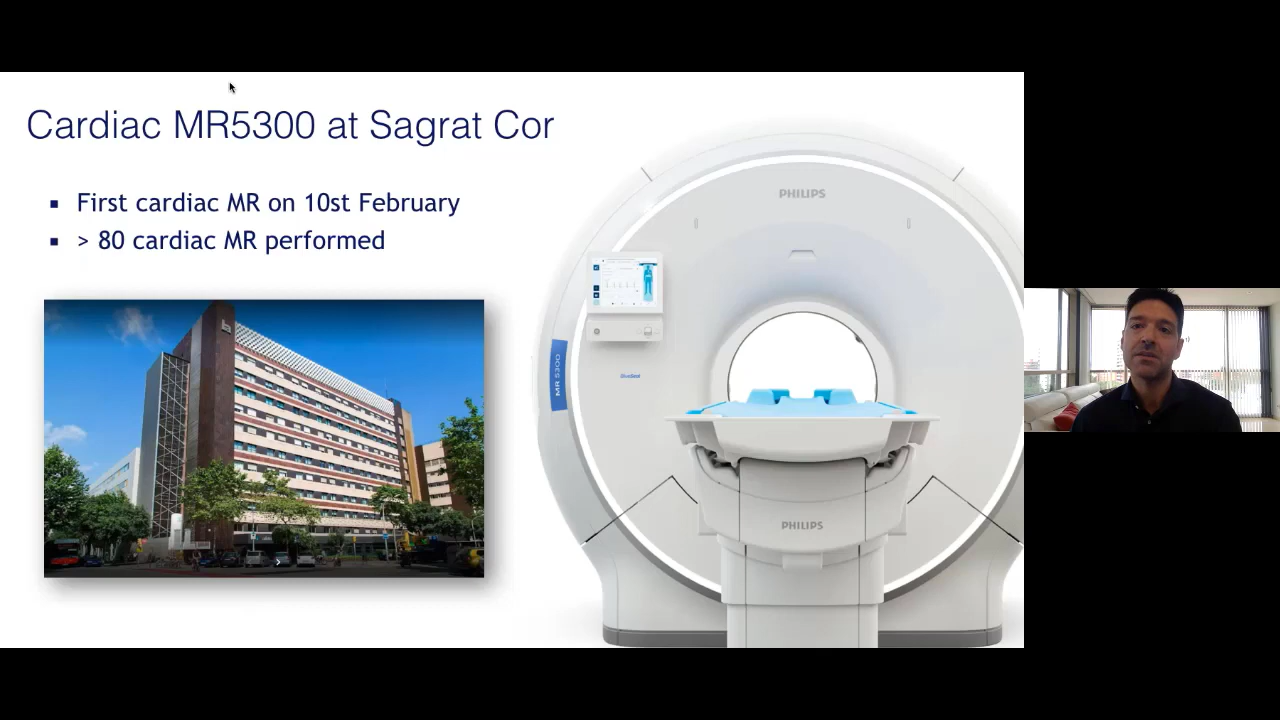 Cardiac MR5300 at Sagrat Cor
First cardiac MR on 10st February
> 80 cardiac MR performed
PHILIPS
MR 5300
BlueSeal
PHILIPS